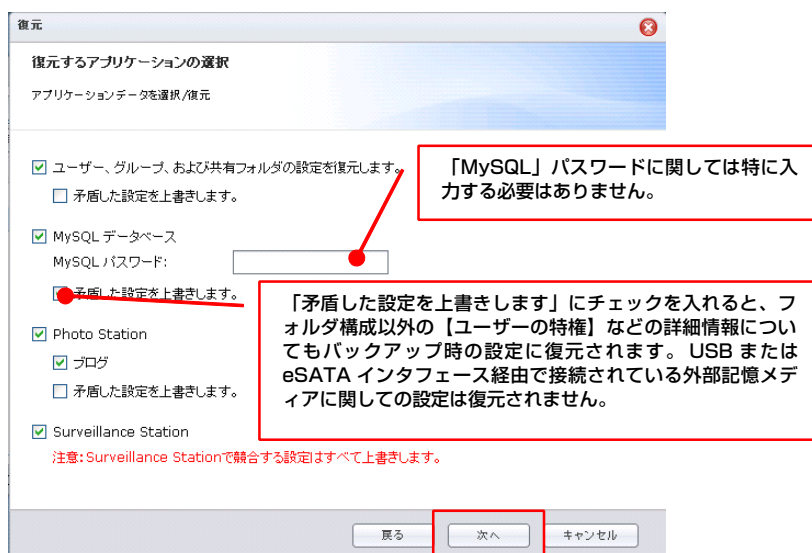 復元
復元するアプリケーションの選択
アプリケーションデータを選択/復元
ユーザー、グループ、および共有フォルダの設定を復元します。
矛盾した設定を上書きします。
「MySQL」パスワードに関しては特に入
力する必要はありません。
MySQL データベース
MySQL パスワード:
矛盾した設定を上書きします。
「矛盾した設定を上書きします」にチェックを入れると、フ
ォルダ構成以外の【ユーザーの特権】などの詳細情報につい
てもバックアップ時の設定に復元されます。USB または
eSATA インタフェース経由で接続されている外部記憶メデ
ィアに関しての設定は復元されません。
Photo Station
ブログ
矛盾した設定を上書きします。
Surveillance Station
注意: Surveillance Stationで競合する設定はすべて上書きします。
戻る
次へ
キャンセル